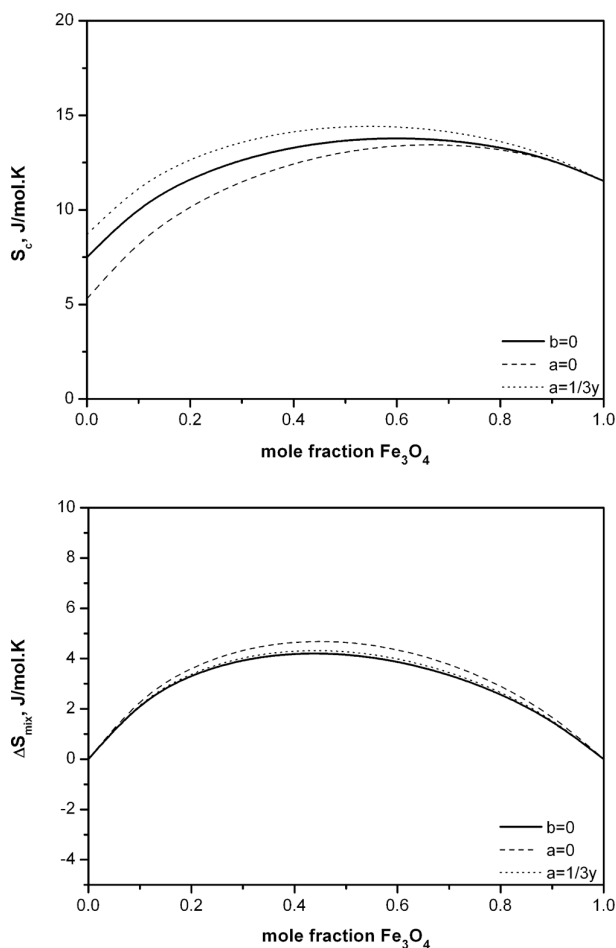 20
15
10
5
0
S_c, J/mol.K
b=0
a=0
a=1/3y
0.0 0.2 0.4 0.6 0.8 1.0
mole fraction Fe₃O₄
10
8
6
4
2
0
-2
-4
ΔS_mix, J/mol.K
b=0
a=0
a=1/3y
0.0 0.2 0.4 0.6 0.8 1.0
mole fraction Fe₃O₄